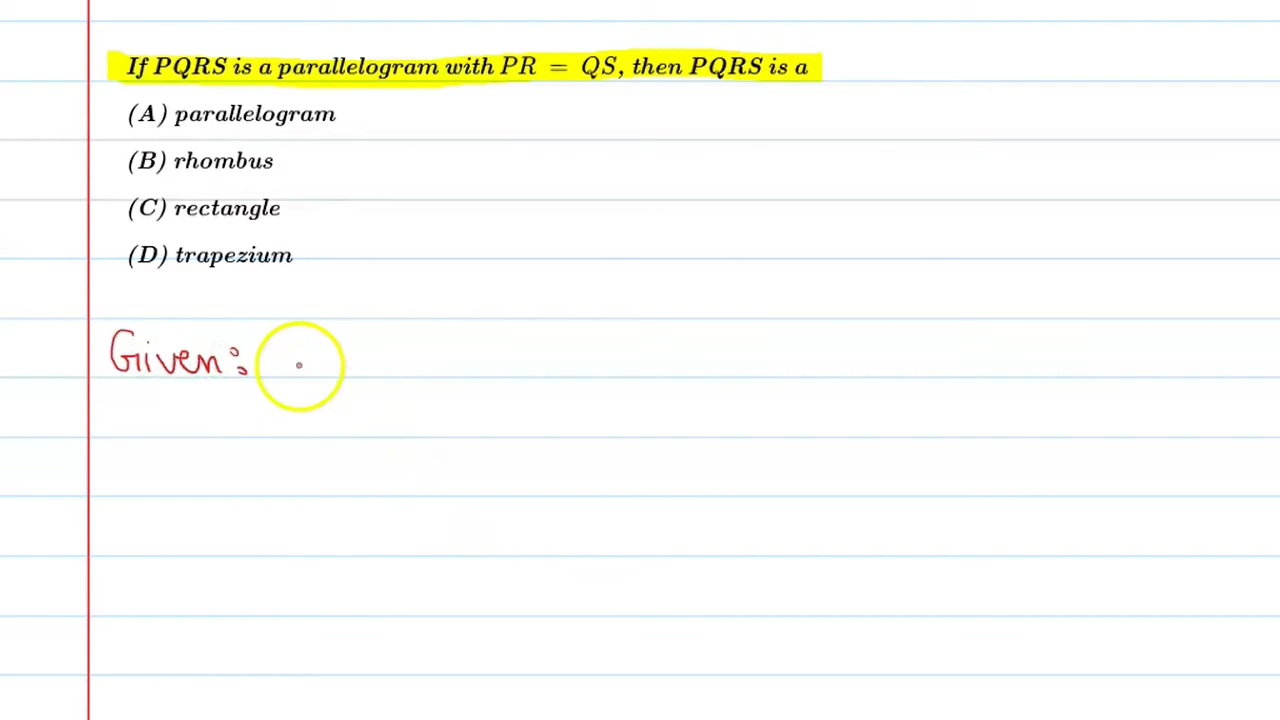 If PQRS is a parallelogram with PR = QS, then PQRS is a
(A) parallelogram
(B) rhombus
(C) rectangle
(D) trapezium
Given: